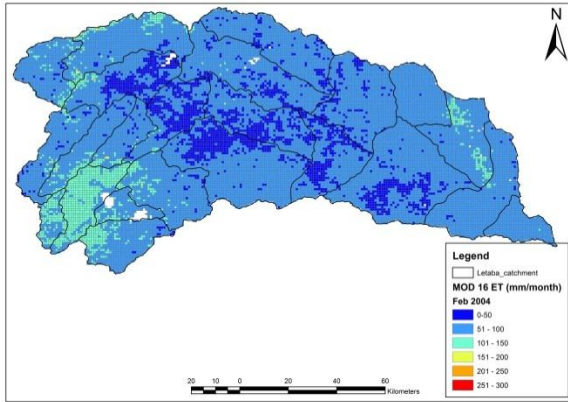 N
Legend
Letaba_catchment
MOD 16 ET (mm/month)
Feb 2004
0-50
51 - 100
101 - 150
151 - 200
201 - 250
251 - 300
20 10 0 20 40 60
Kilometers